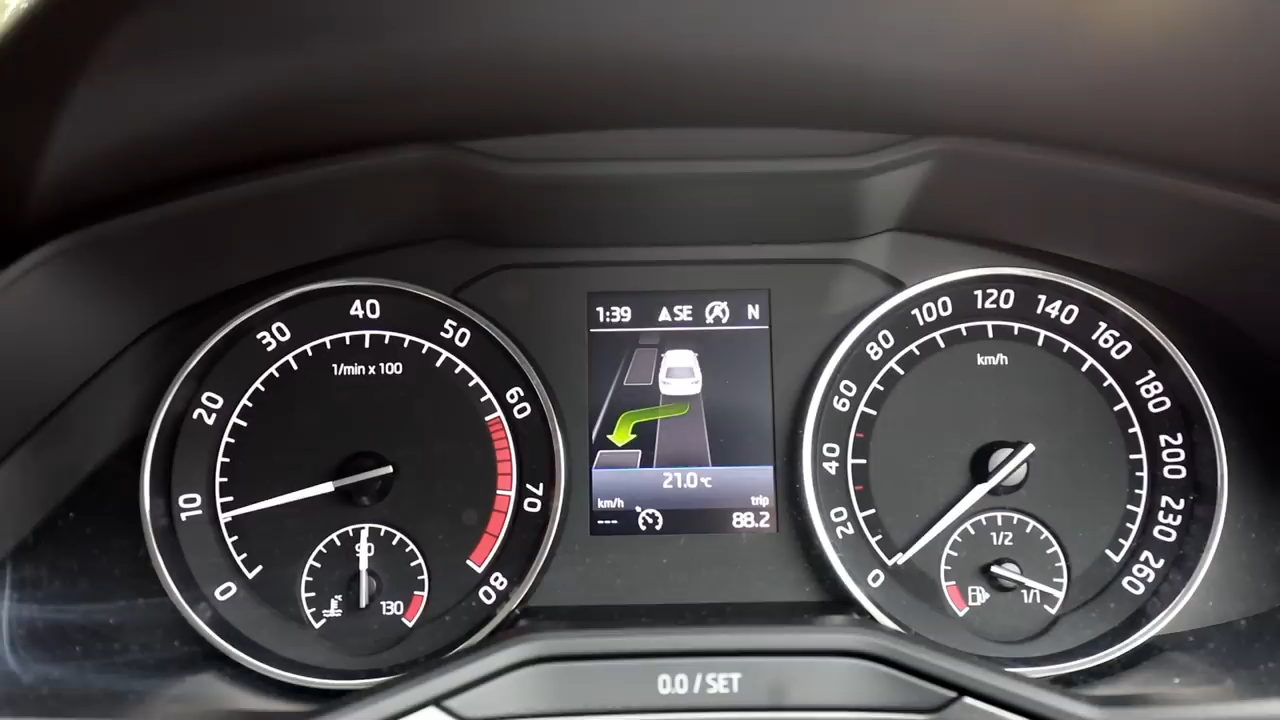 1:39 ▲SE N
21.0 °C
km/h trip
--- 88.2
0 10 20 30 40 50 60 70 80
1/min x 100
90
130
0 20 40 60 80 100 120 140 160 180 200 230 260
km/h
1/2
1/1
0.0 / SET